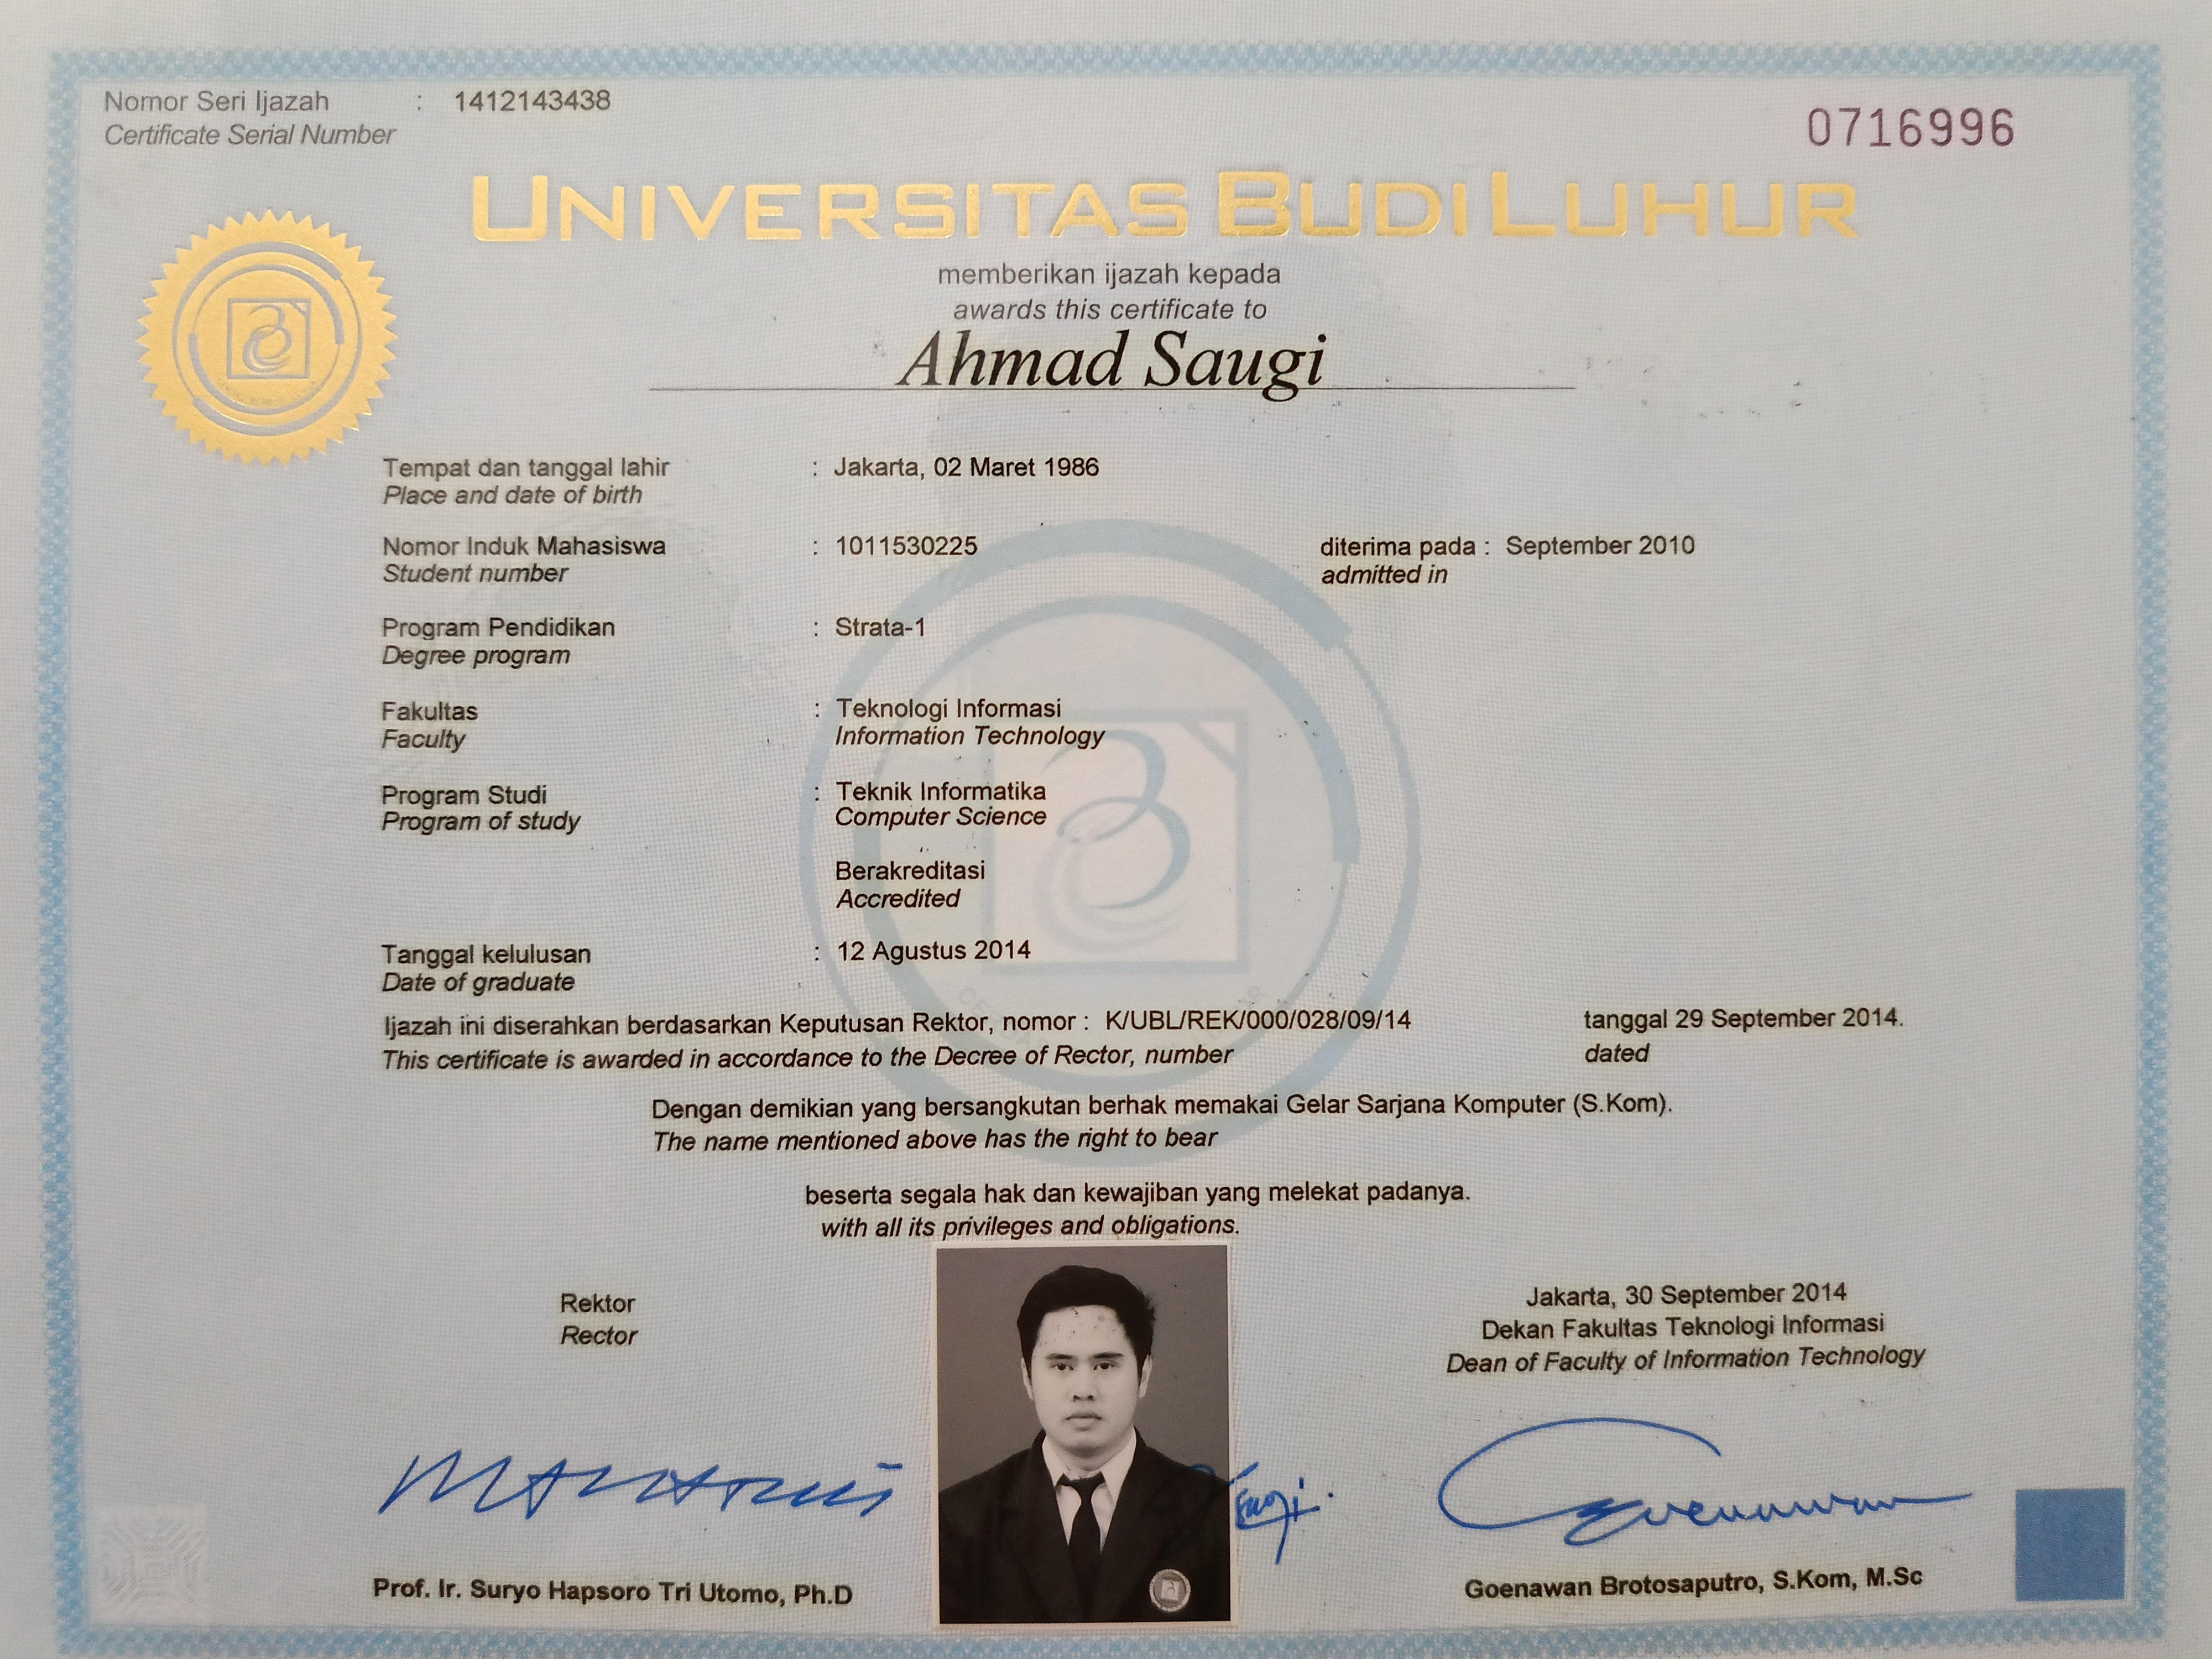 Nomor Seri Ijazah : 1412143438
Certificate Serial Number
0716996
UNIVERSITAS BUDI LUHUR
memberikan ijazah kepada
awards this certificate to
Ahmad Saugi
Tempat dan tanggal lahir : Jakarta, 02 Maret 1986
Place and date of birth
Nomor Induk Mahasiswa : 1011530225 diterima pada : September 2010
Student number admitted in
Program Pendidikan : Strata-1
Degree program
Fakultas : Teknologi Informasi
Faculty Information Technology
Program Studi : Teknik Informatika
Program of study Computer Science
Berakreditasi
Accredited
Tanggal kelulusan : 12 Agustus 2014
Date of graduate
Ijazah ini diserahkan berdasarkan Keputusan Rektor, nomor : K/UBL/REK/000/028/09/14 tanggal 29 September 2014.
This certificate is awarded in accordance to the Decree of Rector, number dated
Dengan demikian yang bersangkutan berhak memakai Gelar Sarjana Komputer (S.Kom).
The name mentioned above has the right to bear
beserta segala hak dan kewajiban yang melekat padanya.
with all its privileges and obligations.
Rektor
Rector
Jakarta, 30 September 2014
Dekan Fakultas Teknologi Informasi
Dean of Faculty of Information Technology
Prof. Ir. Suryo Hapsoro Tri Utomo, Ph.D
Goenawan Brotosaputro, S.Kom, M.Sc